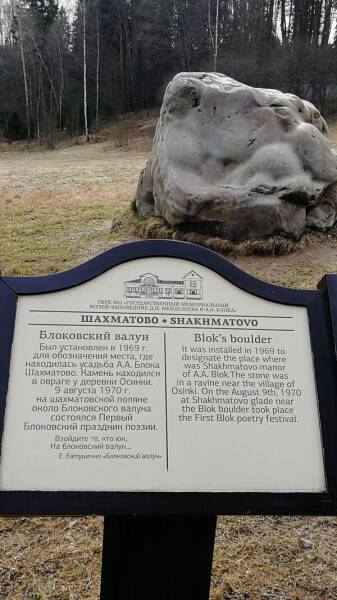 ГБУК МО «ГОСУДАРСТВЕННЫЙ МЕМОРИАЛЬНЫЙ
МУЗЕЙ-ЗАПОВЕДНИК Д.И. МЕНДЕЛЕЕВА И А.А. БЛОКА»
ШАХМАТОВО • SHAKHMATOVO
Блоковский валун
Был установлен в 1969 г.
для обозначения места, где
находилась усадьба А.А. Блока
Шахматово. Камень находился
в овраге у деревни Осинки.
9 августа 1970 г.
на шахматовской поляне
около Блоковского валуна
состоялся Первый
Блоковский праздник поэзии.
Взойдите те, кто юн,
На блоковский валун...
Е. Евтушенко «Блоковский валун»
Blok's boulder
It was installed in 1969 to
designate the place where
was Shakhmatovo manor
of A.A. Blok.The stone was
in a ravine near the village of
Osinki. On the August 9th, 1970
at Shakhmatovo glade near
the Blok boulder took place
the First Blok poetry festival.